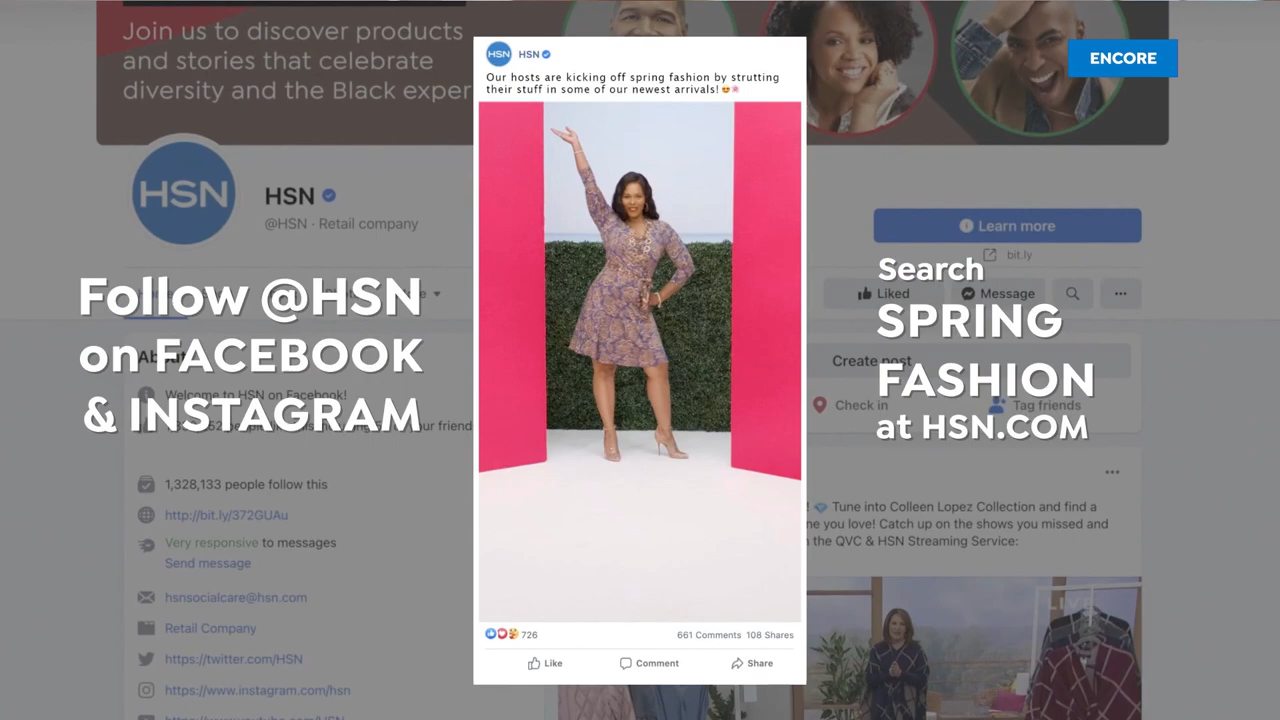 Join us to discover products
and stories that celebrate
diversity and the Black exper
ENCORE
HSN
HSN
Our hosts are kicking off spring fashion by strutting
their stuff in some of our newest arrivals!😍🌸
HSN
HSN
@HSN · Retail company
Learn more
bit.ly
Liked
Message
Follow @HSN
on FACEBOOK
& INSTAGRAM
Search
SPRING
FASHION
at HSN.COM
Create post
Check in
Tag friends
Welcome to HSN on Facebook!
your friend
1,328,133 people follow this
http://bit.ly/372GUAu
Very responsive to messages
Send message
hsnsocialcare@hsn.com
Retail Company
https://twitter.com/HSN
https://www.instagram.com/hsn
! 💎 Tune into Colleen Lopez Collection and find a
ne you love! Catch up on the shows you missed and
the QVC & HSN Streaming Service:
LIVE
726
661 Comments 108 Shares
Like
Comment
Share